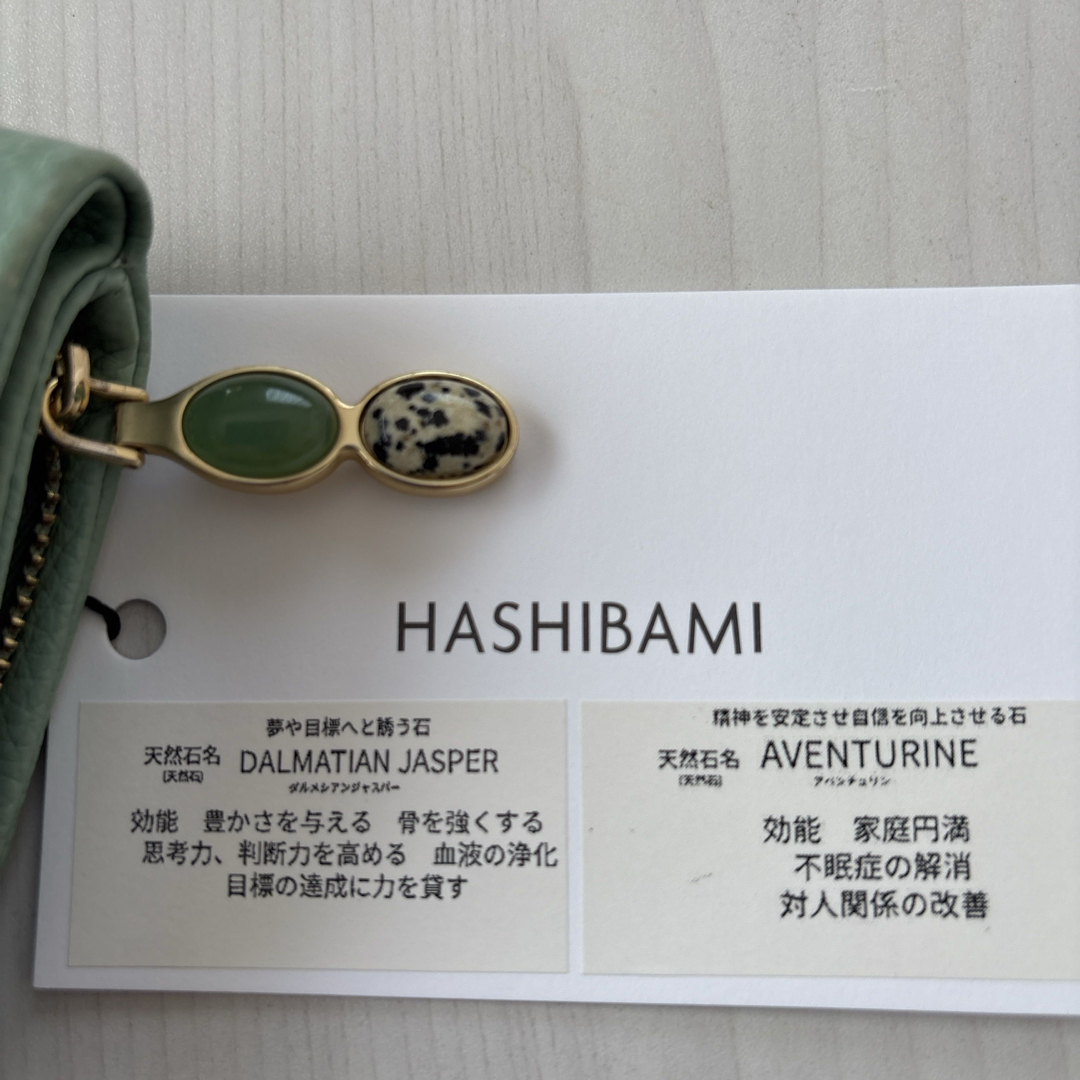 HASHIBAMI
夢や目標へと誘う石
天然石名 DALMATIAN JASPER
(天然石) ダルメシアンジャスパー
効能 豊かさを与える 骨を強くする
思考力、判断力を高める 血液の浄化
目標の達成に力を貸す
精神を安定させ自信を向上させる石
天然石名 AVENTURINE
(天然石) アバンチュリン
効能 家庭円満
不眠症の解消
対人関係の改善